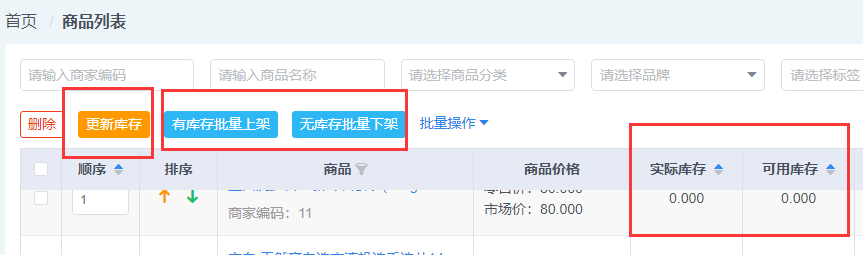 首页 / 商品列表
请输入商家编码 请输入商品名称 请选择商品分类 请选择品牌 请选择标签
删除 更新库存 有库存批量上架 无库存批量下架 批量操作
顺序 排序 商品 商品价格 实际库存 可用库存
1 0.000 0.000
商家编码：11 市场价：80.000